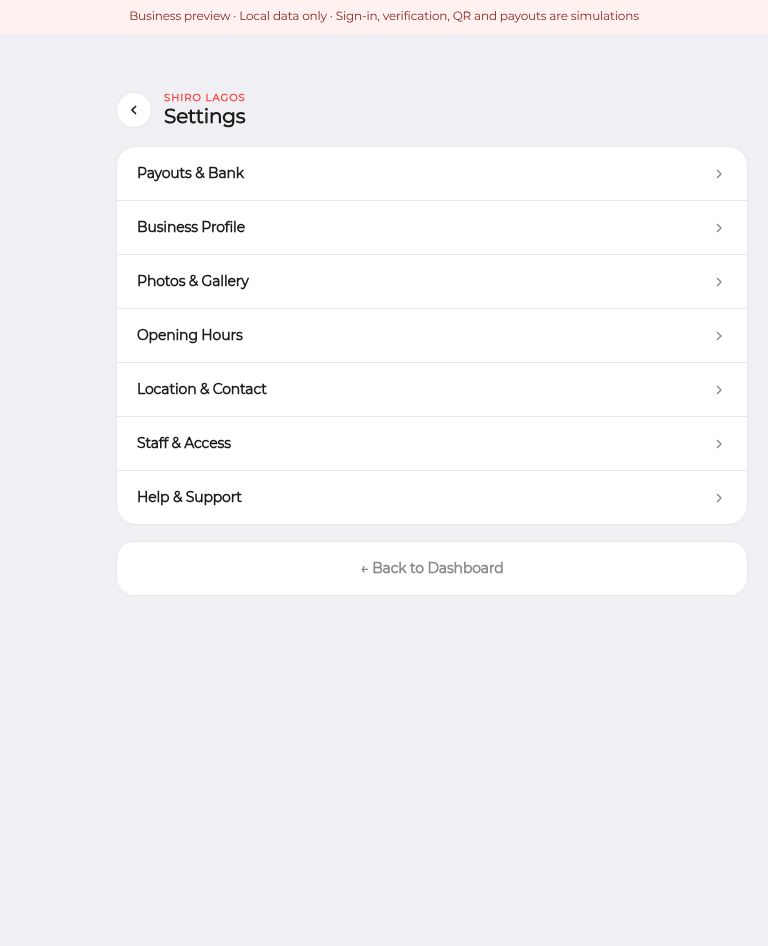 Business preview · Local data only · Sign-in, verification, QR and payouts are simulations
SHIRO LAGOS
Settings
Payouts & Bank
Business Profile
Photos & Gallery
Opening Hours
Location & Contact
Staff & Access
Help & Support
← Back to Dashboard